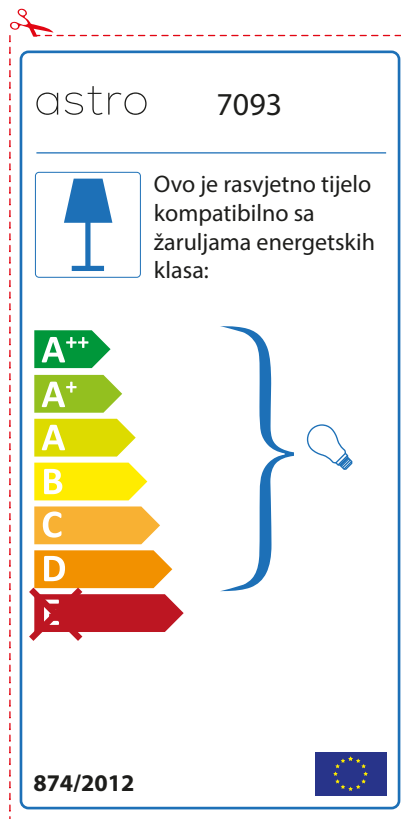 astro 7093
Ovo je rasvjetno tijelo
kompatibilno sa
žaruljama energetskih
klasa:
A++
A+
A
B
C
D
E
874/2012